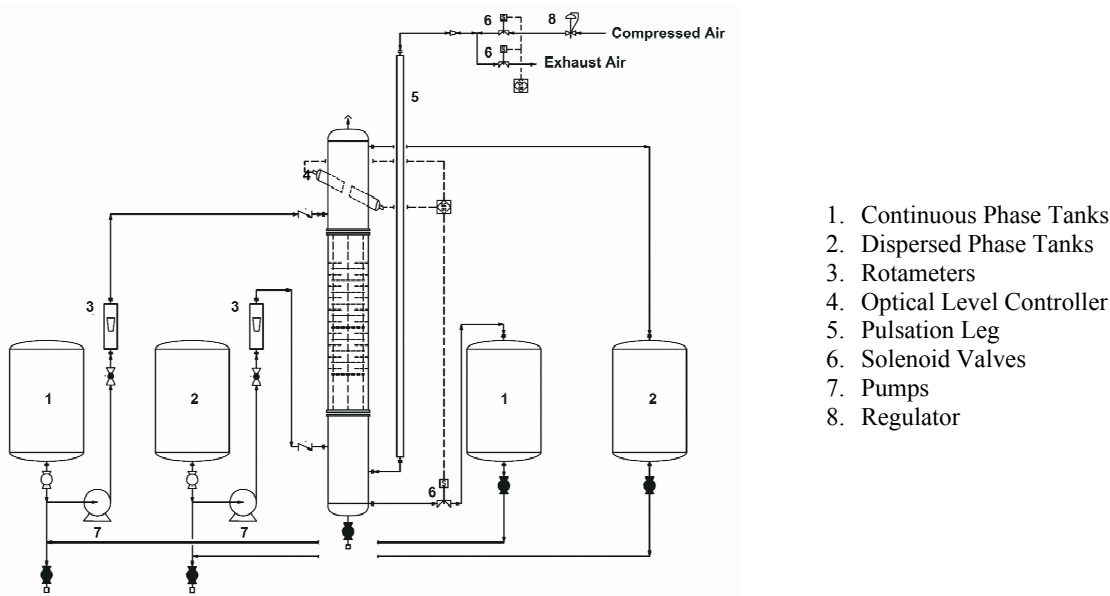 6
8
Compressed Air
6
Exhaust Air
5
4
3
3
1
2
1
2
6
7
7
1. Continuous Phase Tanks
2. Dispersed Phase Tanks
3. Rotameters
4. Optical Level Controller
5. Pulsation Leg
6. Solenoid Valves
7. Pumps
8. Regulator